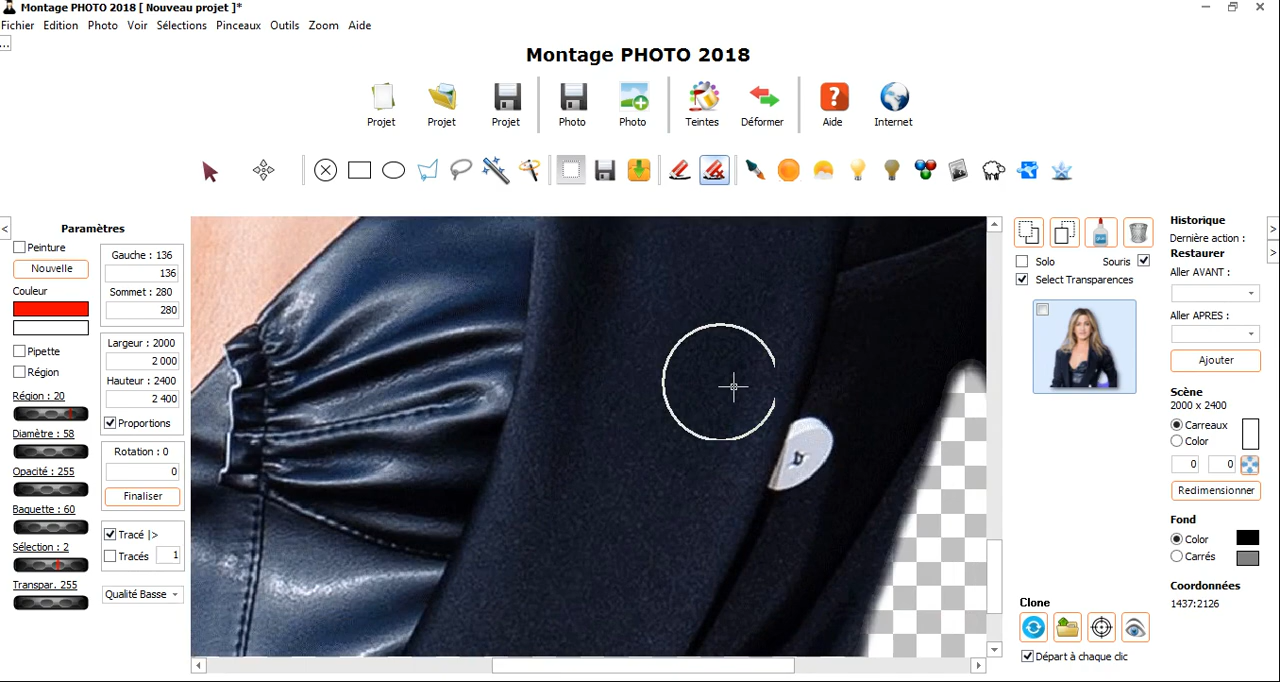 Montage PHOTO 2018 [ Nouveau projet ]*
Fichier Edition Photo Voir Sélections Pinceaux Outils Zoom Aide
...
Montage PHOTO 2018
Projet Projet Projet Photo Photo Teintes Déformer Aide Internet
< Paramètres
Peinture
Nouvelle
Couleur
Pipette
Région
Région : 20
Diamètre : 58
Opacité : 255
Baguette : 60
Sélection : 2
Transpar. 255
Gauche : 136
136
Sommet : 280
280
Largeur : 2000
2 000
Hauteur : 2400
2 400
Proportions
Rotation : 0
0
Finaliser
Tracé |>
Tracés 1
Qualité Basse
Solo Souris
Select Transparences
Clone
Départ à chaque clic
Historique
>
Dernière action :
Restaurer
>
Aller AVANT :
Aller APRES :
Ajouter
Scène
2000 x 2400
Carreaux
Color
0 0
Redimensionner
Fond
Color
Carrés
Coordonnées
1437:2126